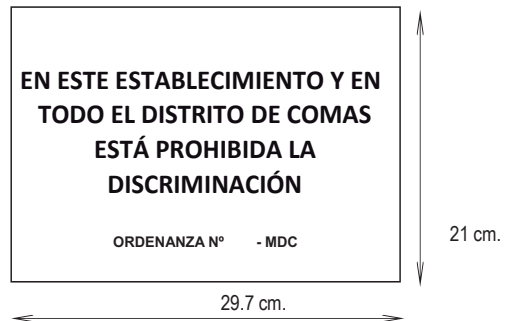 EN ESTE ESTABLECIMIENTO Y EN
TODO EL DISTRITO DE COMAS
ESTÁ PROHIBIDA LA
DISCRIMINACIÓN
ORDENANZA Nº - MDC
21 cm.
29.7 cm.